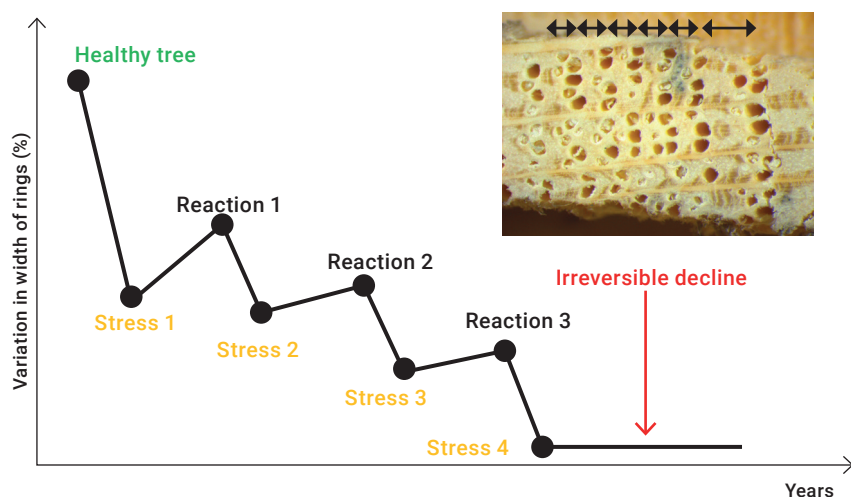 Healthy tree
Variation in width of rings (%)
Reaction 1
Stress 1
Reaction 2
Stress 2
Irreversible decline
Reaction 3
Stress 3
Stress 4
Years